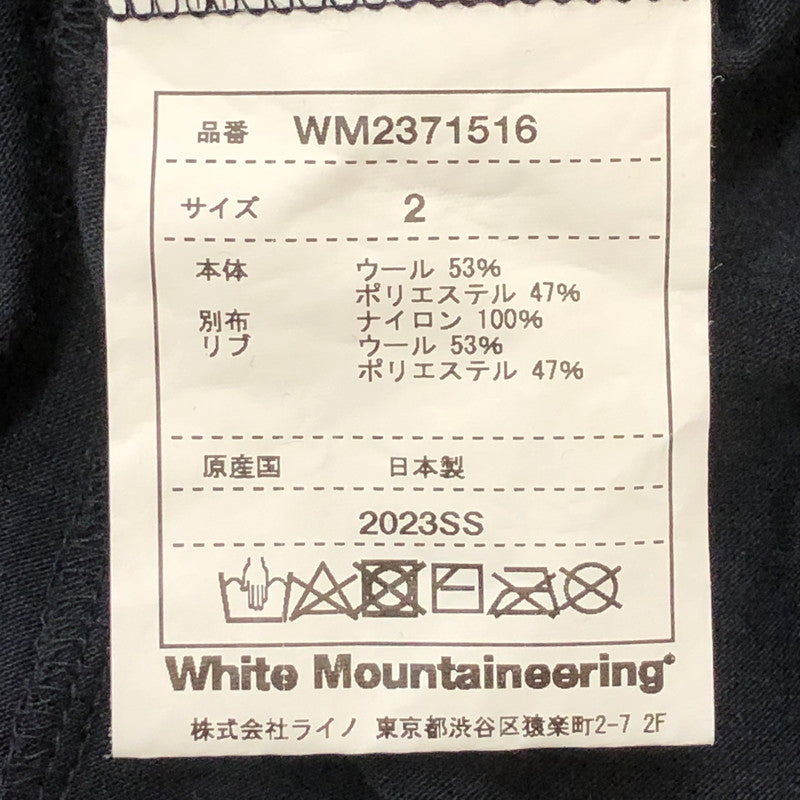 品番 WM2371516
サイズ 2
本体 ウール 53%
ポリエステル 47%
別布 ナイロン 100%
リブ ウール 53%
ポリエステル 47%
原産国 日本製
2023SS
White Mountaineering
株式会社ライノ 東京都渋谷区猿楽町2-7 2F